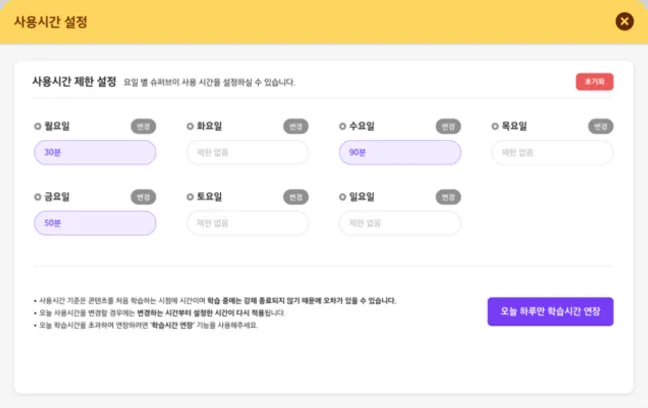 사용시간 설정
사용시간 제한 설정 요일 별 슈퍼브이 사용 시간을 설정하실 수 있습니다. 초기화
월요일 변경 화요일 변경 수요일 변경 목요일 변경
30분 제한 없음 90분 제한 없음
금요일 변경 토요일 변경 일요일 변경
50분 제한 없음 제한 없음
• 사용시간 기준은 콘텐츠를 처음 학습하는 시점에 시간이며 학습 중에는 강제 종료되지 않기 때문에 오차가 있을 수 있습니다.
• 오늘 사용시간을 변경할 경우에는 변경하는 시간부터 설정한 시간이 다시 적용됩니다.
• 오늘 학습시간을 초과하여 연장하려면 '학습시간 연장' 기능을 사용해주세요.
오늘 하루만 학습시간 연장